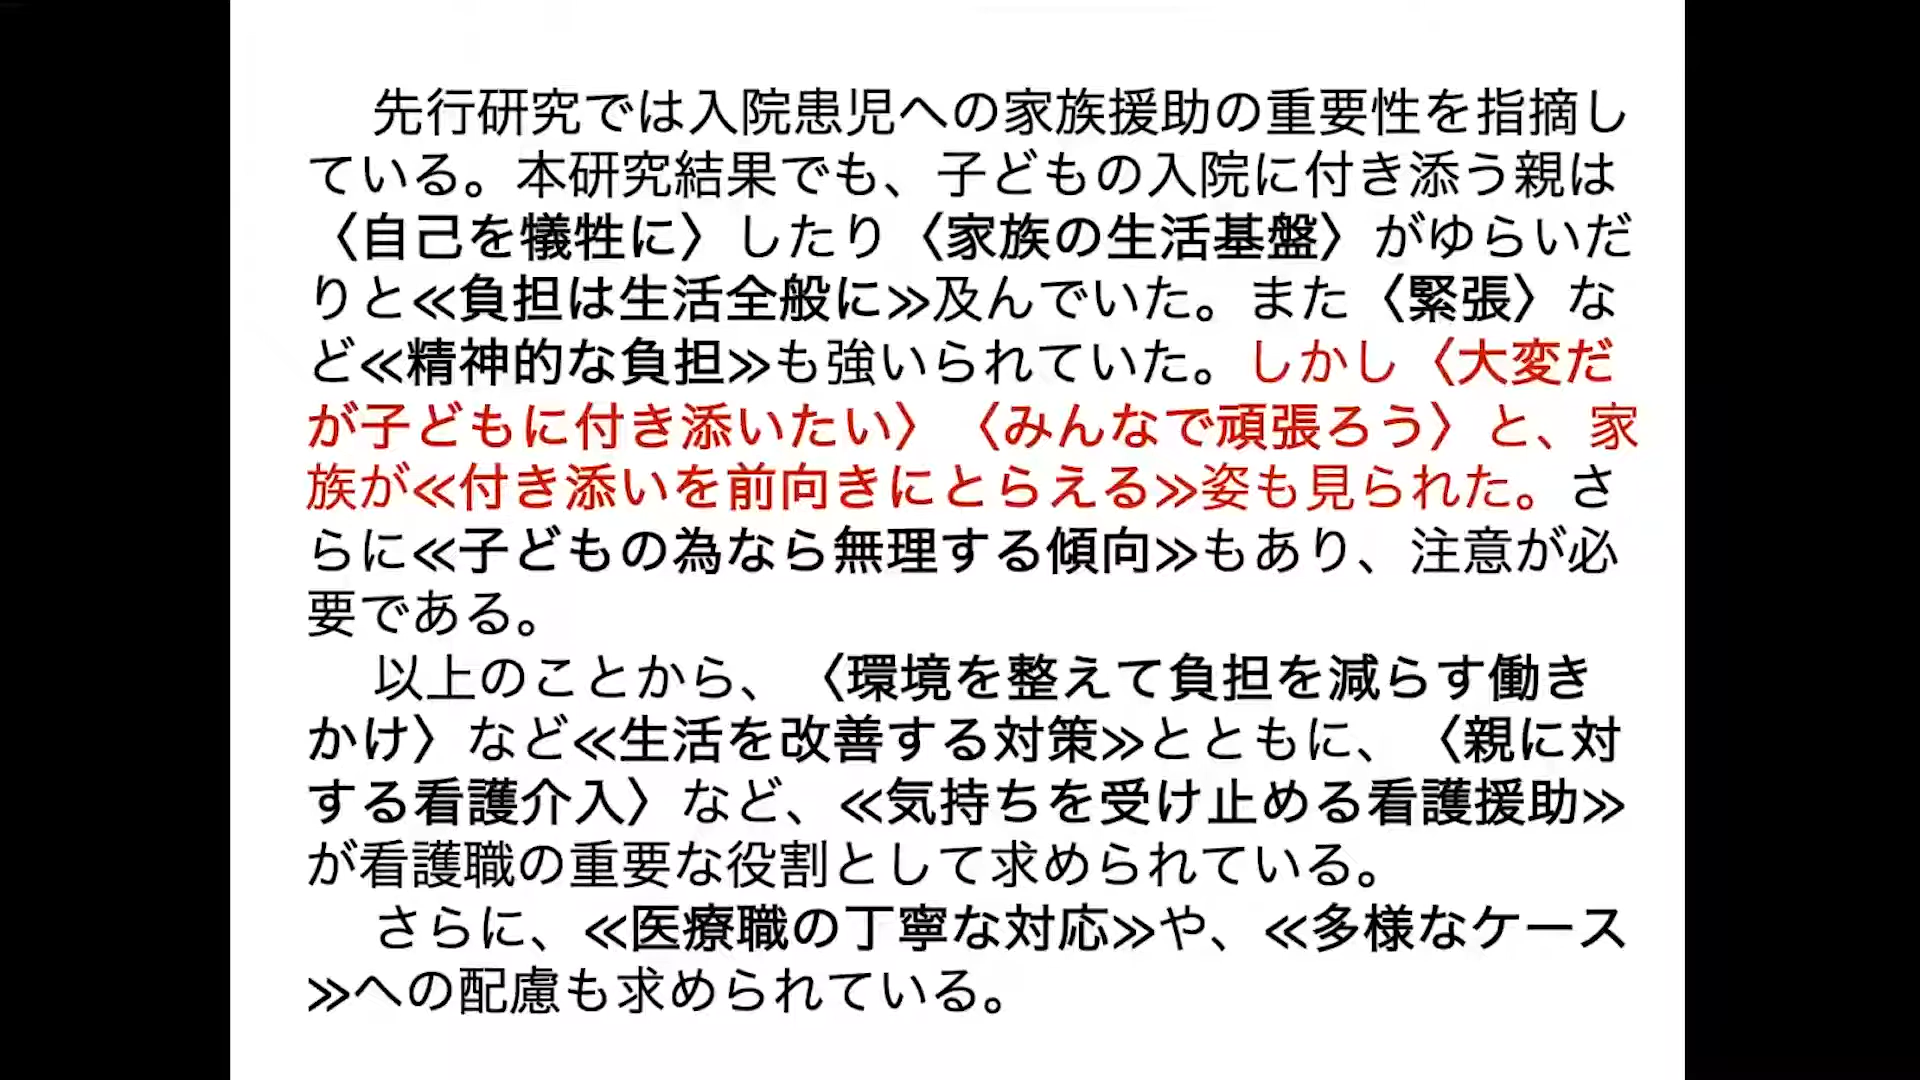 先行研究では入院患児への家族援助の重要性を指摘し
ている。本研究結果でも、子どもの入院に付き添う親は
〈自己を犠牲に〉したり〈家族の生活基盤〉がゆらいだ
りと≪負担は生活全般に≫及んでいた。また〈緊張〉な
ど≪精神的な負担≫も強いられていた。しかし〈大変だ
が子どもに付き添いたい〉〈みんなで頑張ろう〉と、家
族が≪付き添いを前向きにとらえる≫姿も見られた。さ
らに≪子どもの為なら無理する傾向≫もあり、注意が必
要である。
以上のことから、〈環境を整えて負担を減らす働き
かけ〉など≪生活を改善する対策≫とともに、〈親に対
する看護介入〉など、≪気持ちを受け止める看護援助≫
が看護職の重要な役割として求められている。
さらに、≪医療職の丁寧な対応≫や、≪多様なケース
≫への配慮も求められている。